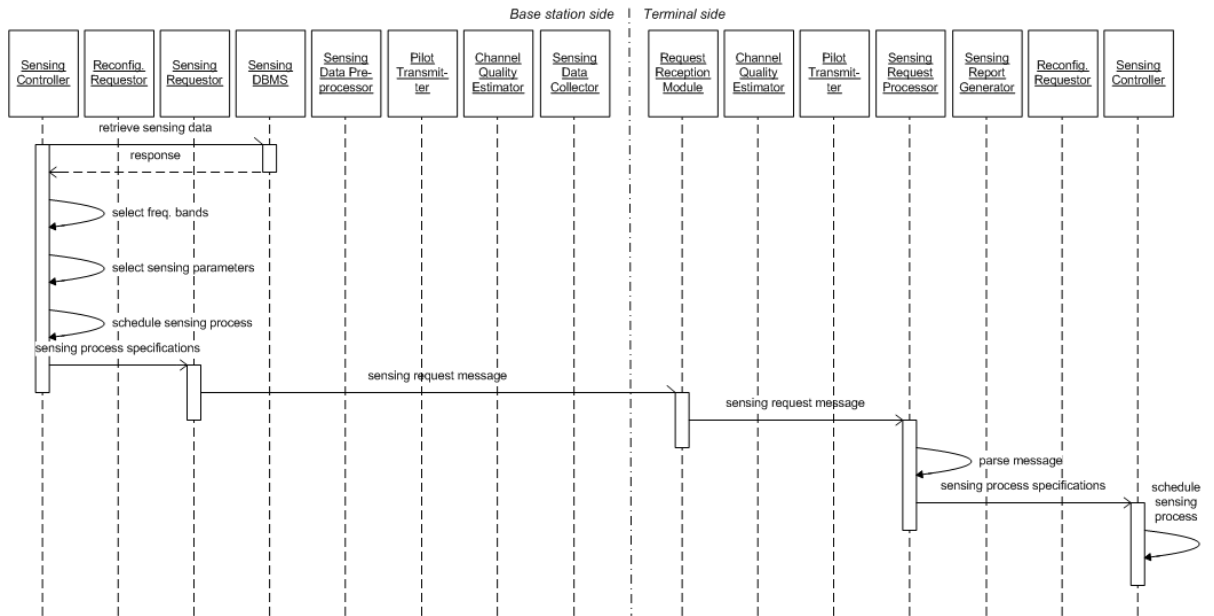 Base station side
Terminal side
Sensing
Controller
Reconfig.
Requestor
Sensing
Requestor
Sensing
DBMS
Sensing
Data Pre-
processor
Pilot
Transmit-
ter
Channel
Quality
Estimator
Sensing
Data
Collector
Request
Reception
Module
Channel
Quality
Estimator
Pilot
Transmit-
ter
Sensing
Request
Processor
Sensing
Report
Generator
Reconfig.
Requestor
Sensing
Controller
retrieve sensing data
response
select freq. bands
select sensing parameters
schedule sensing process
sensing process specifications
sensing request message
sensing request message
parse message
sensing process specifications
schedule
sensing
process